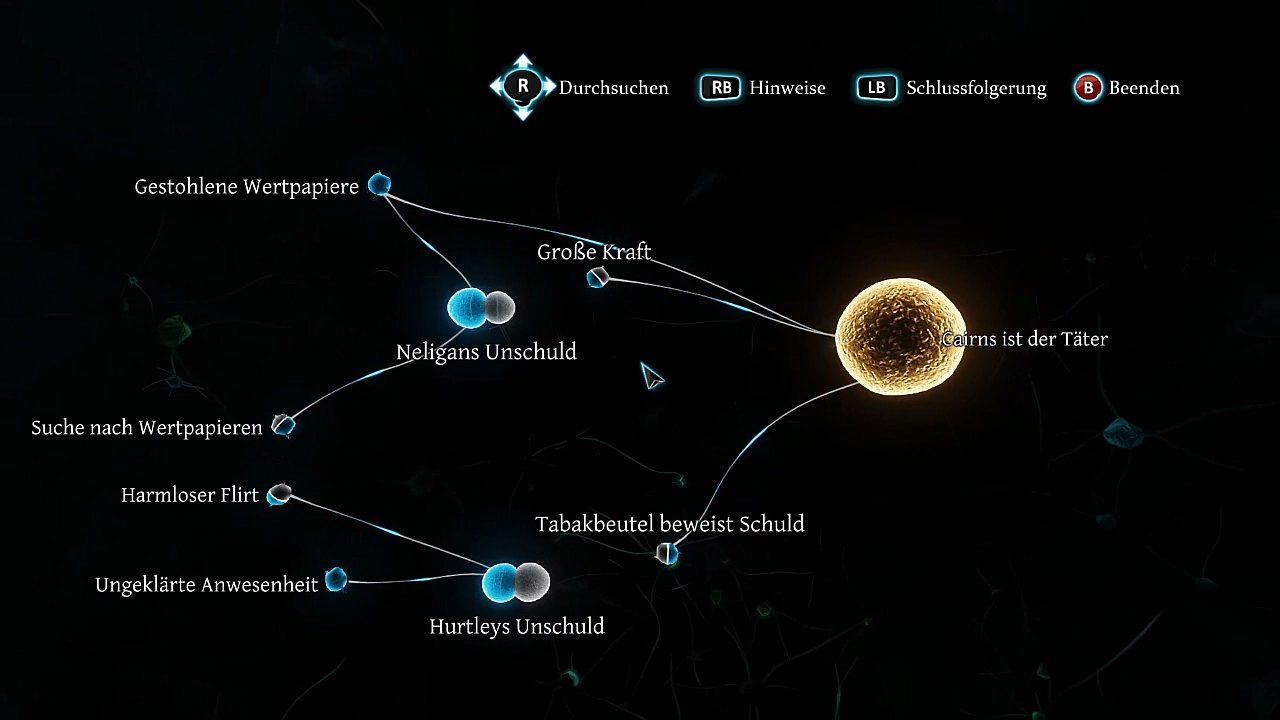 R Durchsuchen RB Hinweise LB Schlussfolgerung B Beenden
Gestohlene Wertpapiere
Große Kraft
Cairns ist der Täter
Neligans Unschuld
Suche nach Wertpapieren
Harmloser Flirt
Tabakbeutel beweist Schuld
Ungeklärte Anwesenheit
Hurtleys Unschuld